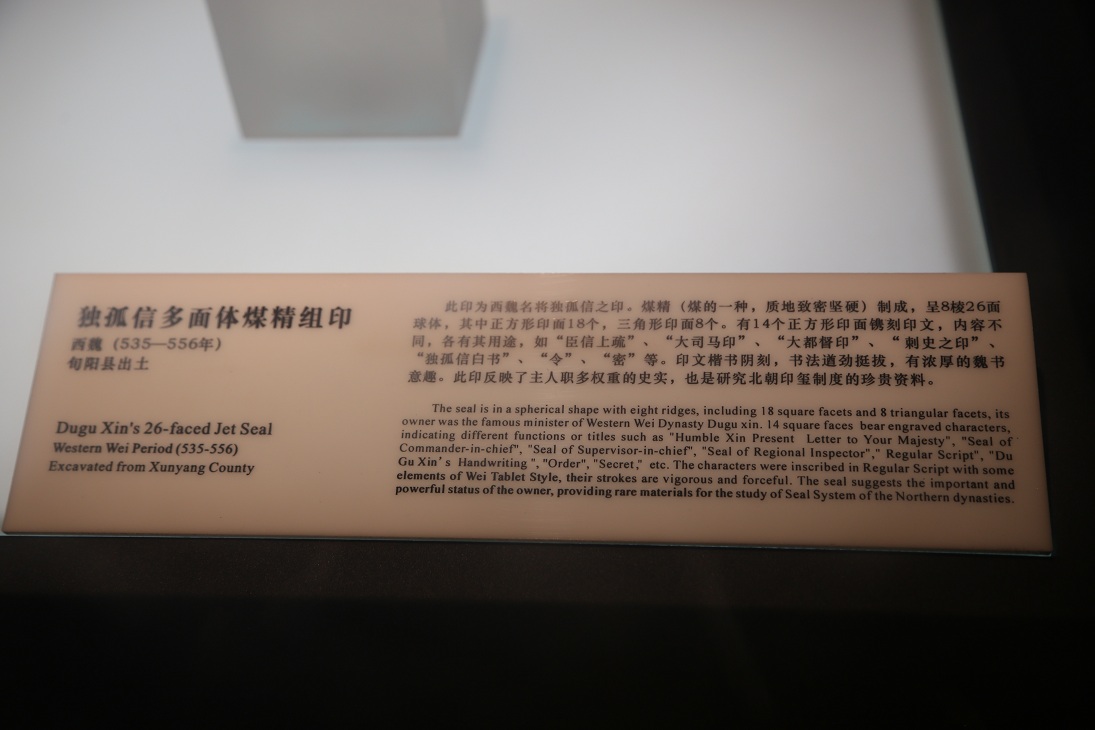 独孤信多面体煤精组印
西魏（535—556年）
旬阳县出土
Dugu Xin's 26-faced Jet Seal
Western Wei Period (535-556)
Excavated from Xunyang County
此印为西魏名将独孤信之印。煤精（煤的一种，质地致密坚硬）制成，呈8棱26面
球体，其中正方形印面18个，三角形印面8个。有14个正方形印面镌刻印文，内容不
同，各有其用途，如“臣信上疏”、“大司马印”、“大都督印”、“刺史之印”、
“独孤信白书”、“令”、“密”等。印文楷书阴刻，书法遒劲挺拔，有浓厚的魏书
意趣。此印反映了主人职多权重的史实，也是研究北朝印玺制度的珍贵资料。
The seal is in a spherical shape with eight ridges, including 18 square facets and 8 triangular facets, its
owner was the famous minister of Western Wei Dynasty Dugu xin. 14 square faces bear engraved characters,
indicating different functions or titles such as "Humble Xin Present Letter to Your Majesty", "Seal of
Commander-in-chief", "Seal of Supervisor-in-chief", "Seal of Regional Inspector"," Regular Script", "Du
Gu Xin's Handwriting ", "Order", "Secret," etc. The characters were inscribed in Regular Script with some
elements of Wei Tablet Style, their strokes are vigorous and forceful. The seal suggests the important and
powerful status of the owner, providing rare materials for the study of Seal System of the Northern dynasties.